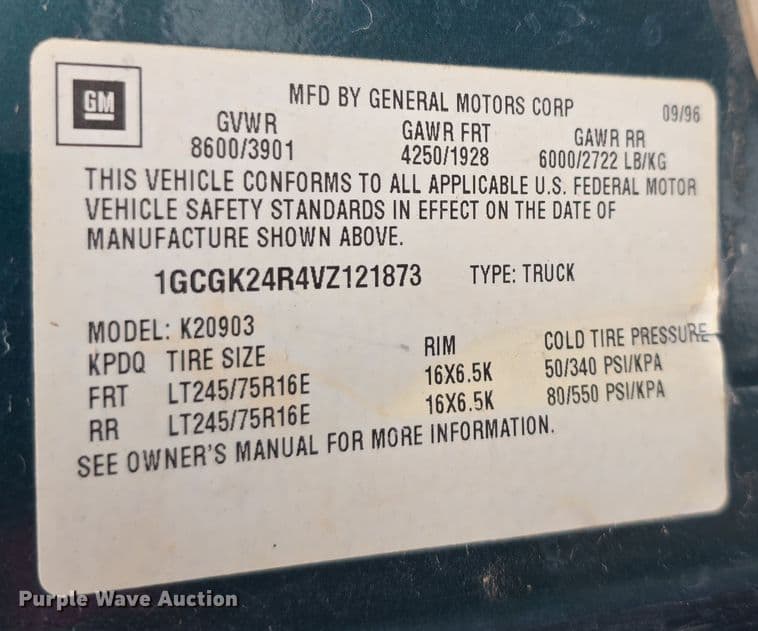 GM
MFD BY GENERAL MOTORS CORP 09/96
GVWR GAWR FRT GAWR RR
8600/3901 4250/1928 6000/2722 LB/KG
THIS VEHICLE CONFORMS TO ALL APPLICABLE U.S. FEDERAL MOTOR
VEHICLE SAFETY STANDARDS IN EFFECT ON THE DATE OF
MANUFACTURE SHOWN ABOVE.
1GCGK24R4VZ121873 TYPE: TRUCK
MODEL: K20903
KPDQ TIRE SIZE RIM COLD TIRE PRESSURE
FRT LT245/75R16E 16X6.5K 50/340 PSI/KPA
RR LT245/75R16E 16X6.5K 80/550 PSI/KPA
SEE OWNER'S MANUAL FOR MORE INFORMATION.
Purple Wave Auction